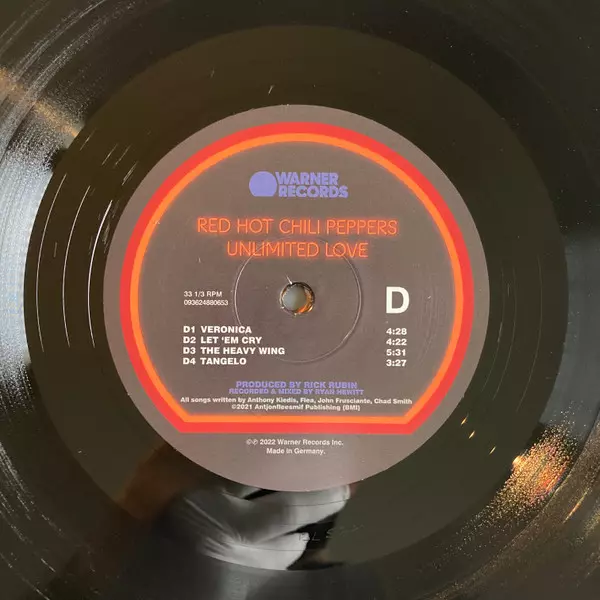 WARNER
RECORDS
RED HOT CHILI PEPPERS
UNLIMITED LOVE
33 1/3 RPM
093624880653
D
D1 VERONICA 4:28
D2 LET 'EM CRY 4:22
D3 THE HEAVY WING 5:31
D4 TANGELO 3:27
PRODUCED BY RICK RUBIN
RECORDED & MIXED BY RYAN HEWITT
All songs written by Anthony Kiedis, Flea, John Frusciante, Chad Smith
©2021 Antjonfleesmif Publishing (BMI)
©℗ 2022 Warner Records Inc.
Made in Germany.